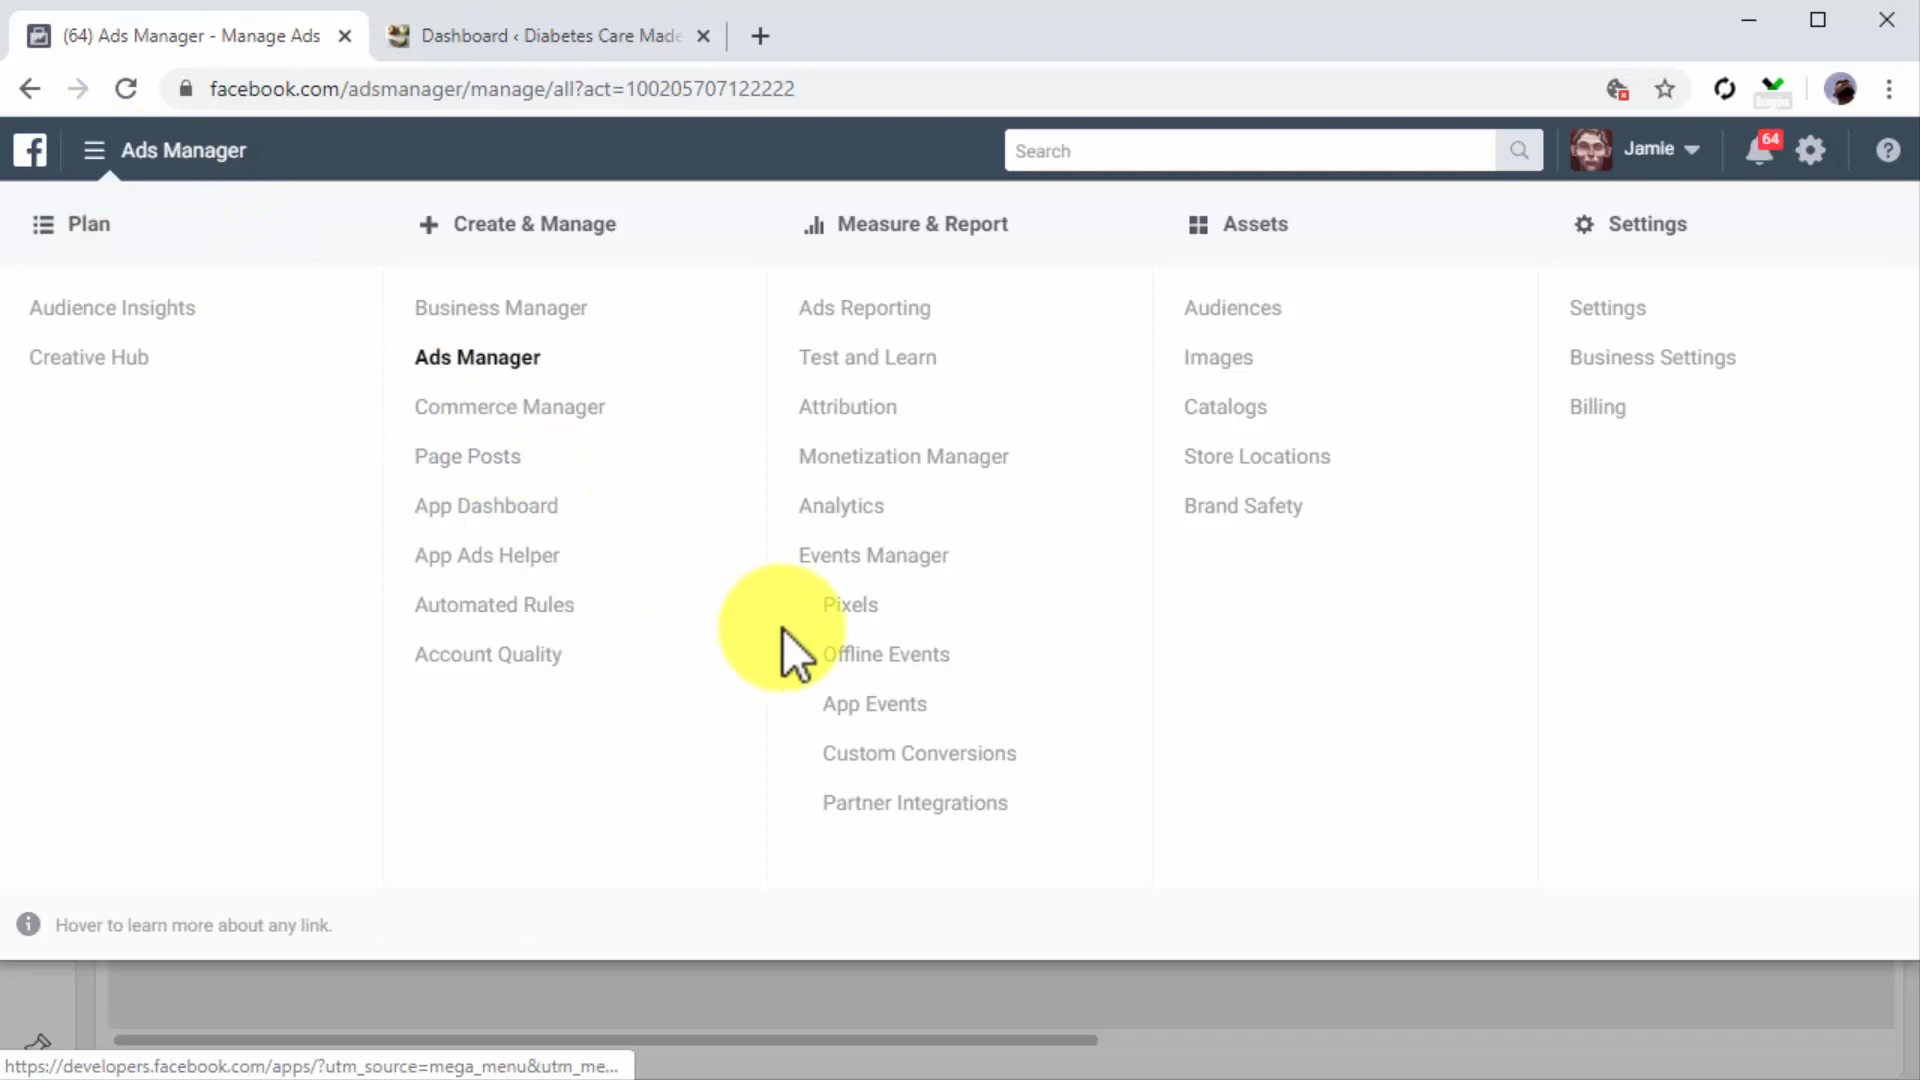 (64) Ads Manager - Manage Ads
Dashboard ‹ Diabetes Care Made
facebook.com/adsmanager/manage/all?act=100205707122222
Ads Manager
Search
Jamie
64
Plan
Create & Manage
Measure & Report
Assets
Settings
Audience Insights
Creative Hub
Business Manager
Ads Manager
Commerce Manager
Page Posts
App Dashboard
App Ads Helper
Automated Rules
Account Quality
Ads Reporting
Test and Learn
Attribution
Monetization Manager
Analytics
Events Manager
Pixels
Offline Events
App Events
Custom Conversions
Partner Integrations
Audiences
Images
Catalogs
Store Locations
Brand Safety
Settings
Business Settings
Billing
Hover to learn more about any link.
https://developers.facebook.com/apps/?utm_source=mega_menu&utm_me...